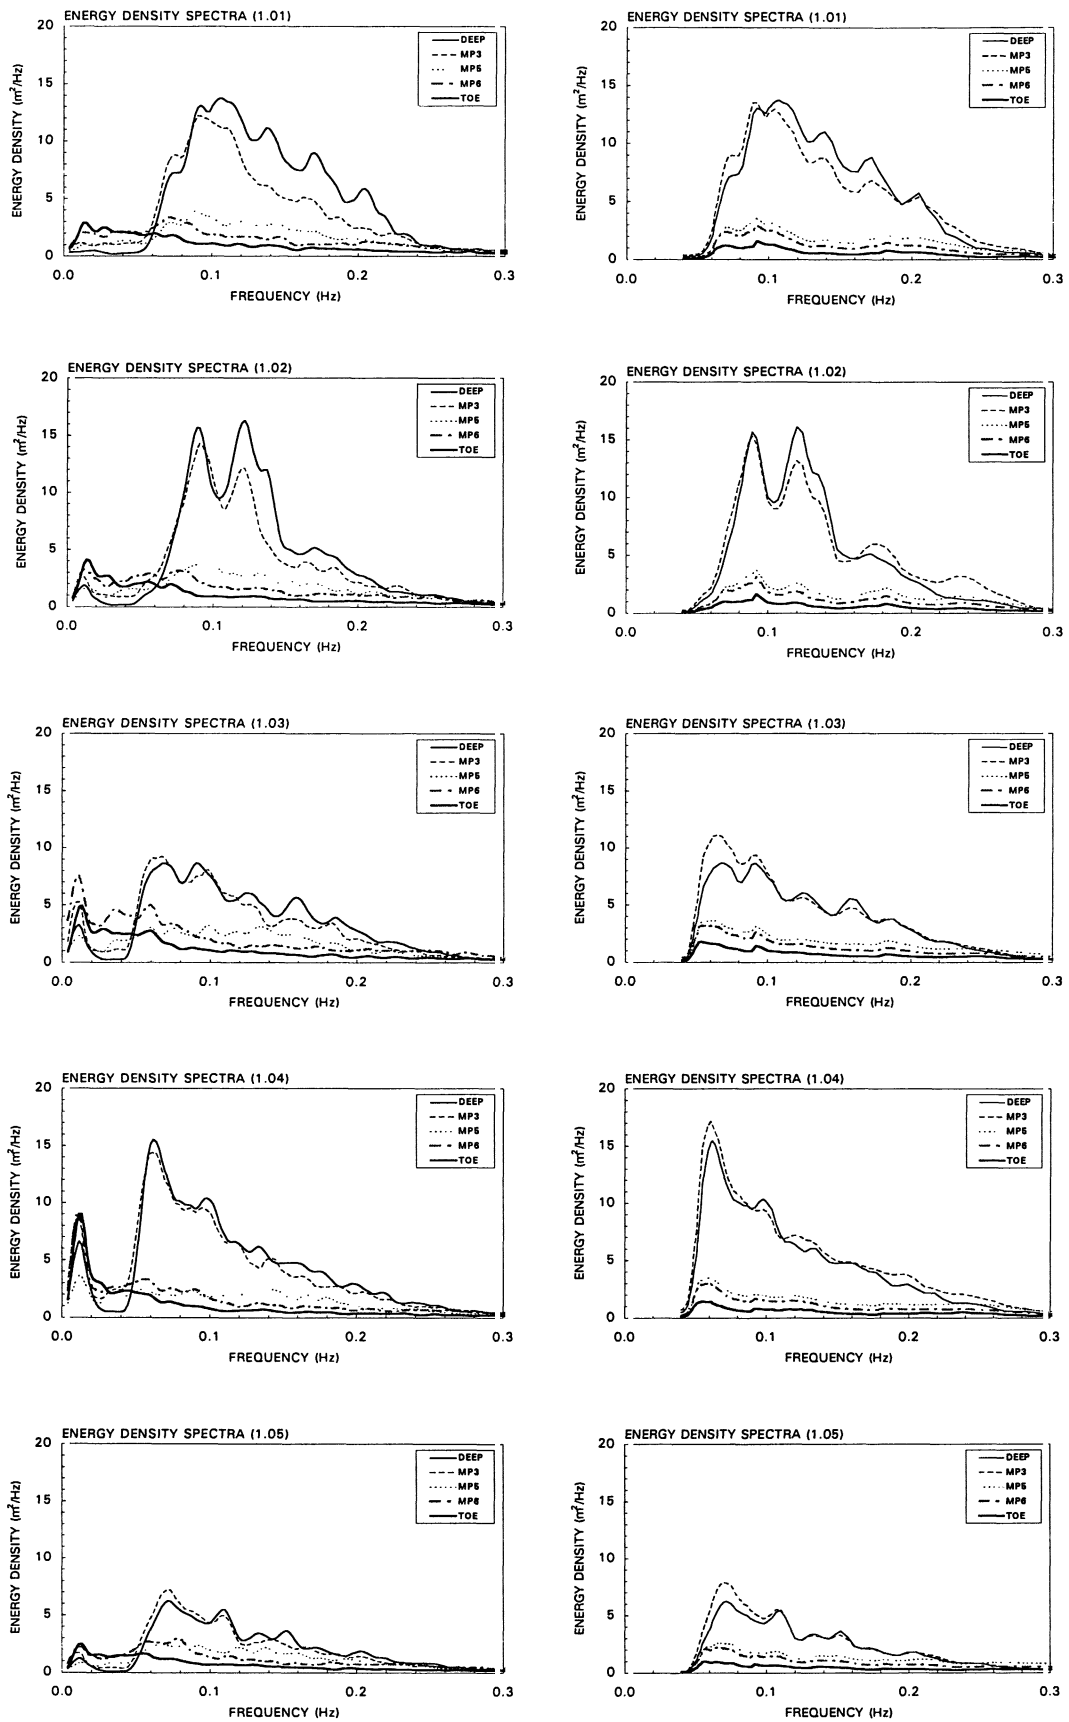 ENERGY DENSITY SPECTRA (1.01)
20
15
10
5
0
ENERGY DENSITY (m²/Hz)
DEEP
MP3
MP5
MP6
TOE
0.0 0.1 0.2 0.3
FREQUENCY (Hz)
ENERGY DENSITY SPECTRA (1.01)
20
15
10
5
0
ENERGY DENSITY (m²/Hz)
DEEP
MP3
MP5
MP6
TOE
0.0 0.1 0.2 0.3
FREQUENCY (Hz)
ENERGY DENSITY SPECTRA (1.02)
20
15
10
5
0
ENERGY DENSITY (m²/Hz)
DEEP
MP3
MP5
MP6
TOE
0.0 0.1 0.2 0.3
FREQUENCY (Hz)
ENERGY DENSITY SPECTRA (1.02)
20
15
10
5
0
ENERGY DENSITY (m²/Hz)
DEEP
MP3
MP5
MP6
TOE
0.0 0.1 0.2 0.3
FREQUENCY (Hz)
ENERGY DENSITY SPECTRA (1.03)
20
15
10
5
0
ENERGY DENSITY (m²/Hz)
DEEP
MP3
MP5
MP6
TOE
0.0 0.1 0.2 0.3
FREQUENCY (Hz)
ENERGY DENSITY SPECTRA (1.03)
20
15
10
5
0
ENERGY DENSITY (m²/Hz)
DEEP
MP3
MP5
MP6
TOE
0.0 0.1 0.2 0.3
FREQUENCY (Hz)
ENERGY DENSITY SPECTRA (1.04)
20
15
10
5
0
ENERGY DENSITY (m²/Hz)
DEEP
MP3
MP5
MP6
TOE
0.0 0.1 0.2 0.3
FREQUENCY (Hz)
ENERGY DENSITY SPECTRA (1.04)
20
15
10
5
0
ENERGY DENSITY (m²/Hz)
DEEP
MP3
MP5
MP6
TOE
0.0 0.1 0.2 0.3
FREQUENCY (Hz)
ENERGY DENSITY SPECTRA (1.05)
20
15
10
5
0
ENERGY DENSITY (m²/Hz)
DEEP
MP3
MP5
MP6
TOE
0.0 0.1 0.2 0.3
FREQUENCY (Hz)
ENERGY DENSITY SPECTRA (1.05)
20
15
10
5
0
ENERGY DENSITY (m²/Hz)
DEEP
MP3
MP5
MP6
TOE
0.0 0.1 0.2 0.3
FREQUENCY (Hz)